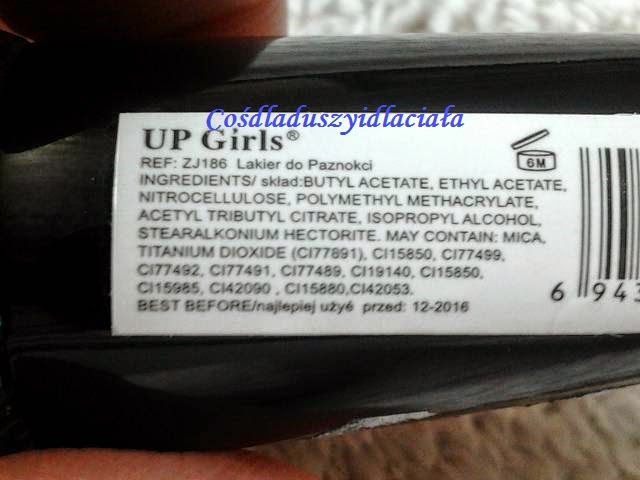 Cośdladuszyidlaciała
UP Girls®
REF: ZJ186 Lakier do Paznokci
INGREDIENTS/ skład:BUTYL ACETATE, ETHYL ACETATE,
NITROCELLULOSE, POLYMETHYL METHACRYLATE,
ACETYL TRIBUTYL CITRATE, ISOPROPYL ALCOHOL,
STEARALKONIUM HECTORITE. MAY CONTAIN: MICA,
TITANIUM DIOXIDE (CI77891), CI15850, CI77499,
CI77492, CI77491, CI77489, CI19140, CI15850,
CI15985, CI42090 , CI15880,CI42053.
BEST BEFORE/najlepiej użyé przed: 12-2016
6M
6 943